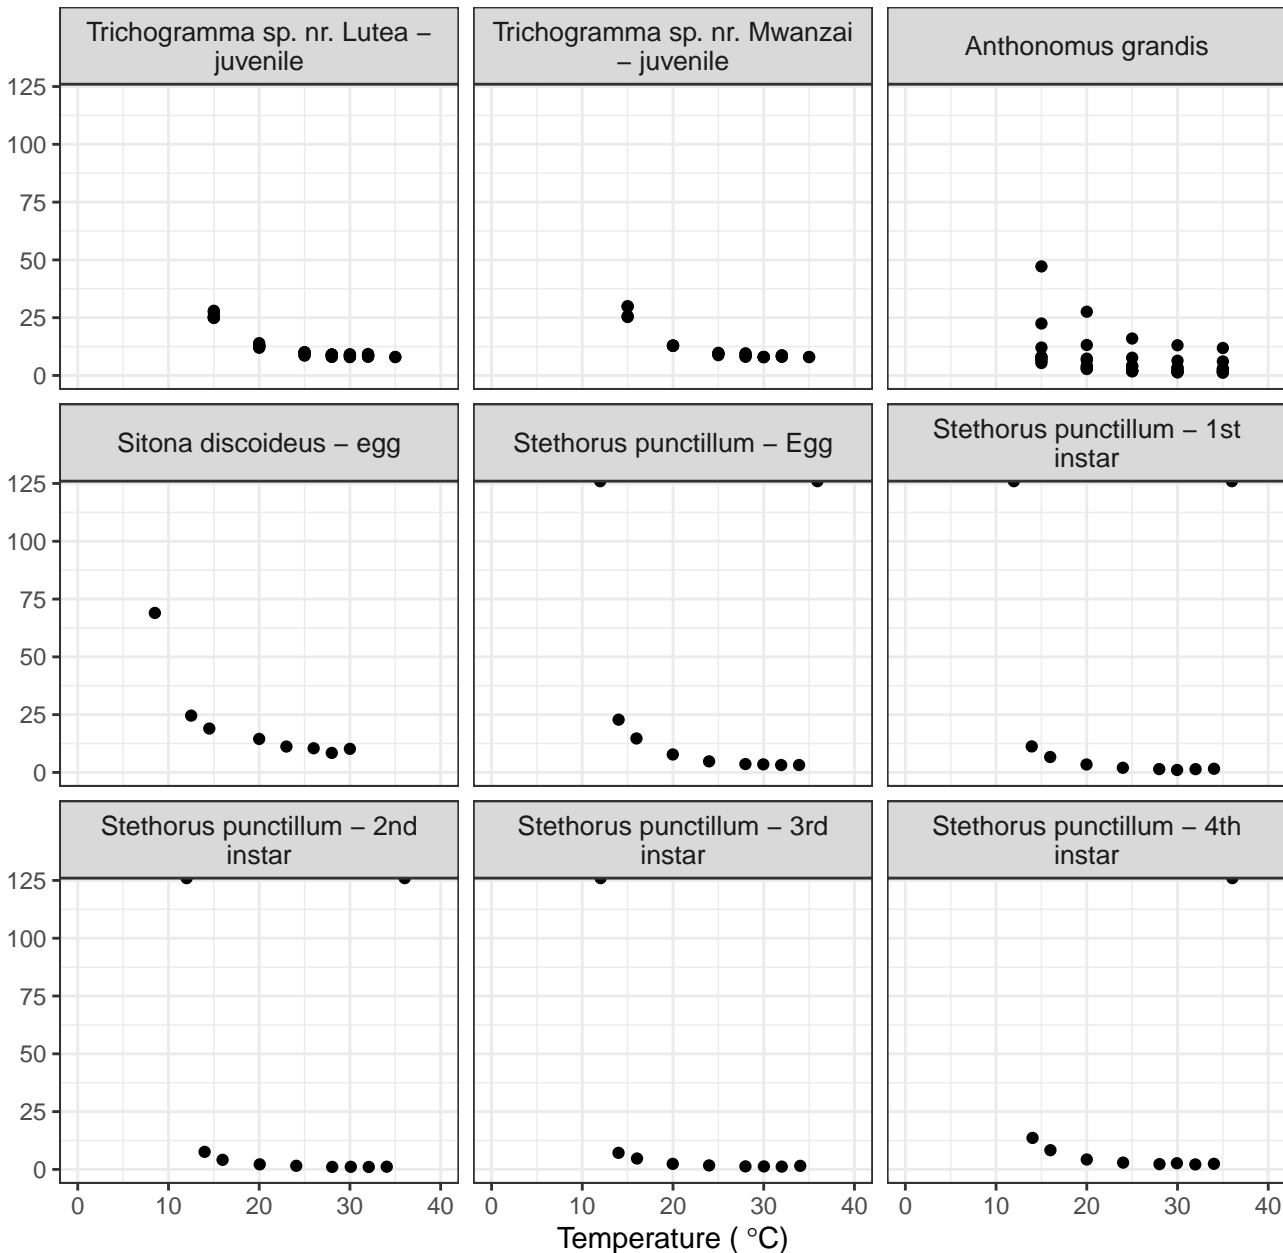 Trichogramma sp. nr. Lutea –
juvenile
Trichogramma sp. nr. Mwanzai
– juvenile
Anthonomus grandis
125
100
75
50
25
0
Sitona discoideus – egg
Stethorus punctillum – Egg
Stethorus punctillum – 1st
instar
125
100
75
50
25
0
Stethorus punctillum – 2nd
instar
Stethorus punctillum – 3rd
instar
Stethorus punctillum – 4th
instar
125
100
75
50
25
0
0 10 20 30 40
0 10 20 30 40
0 10 20 30 40
Temperature ( °C)